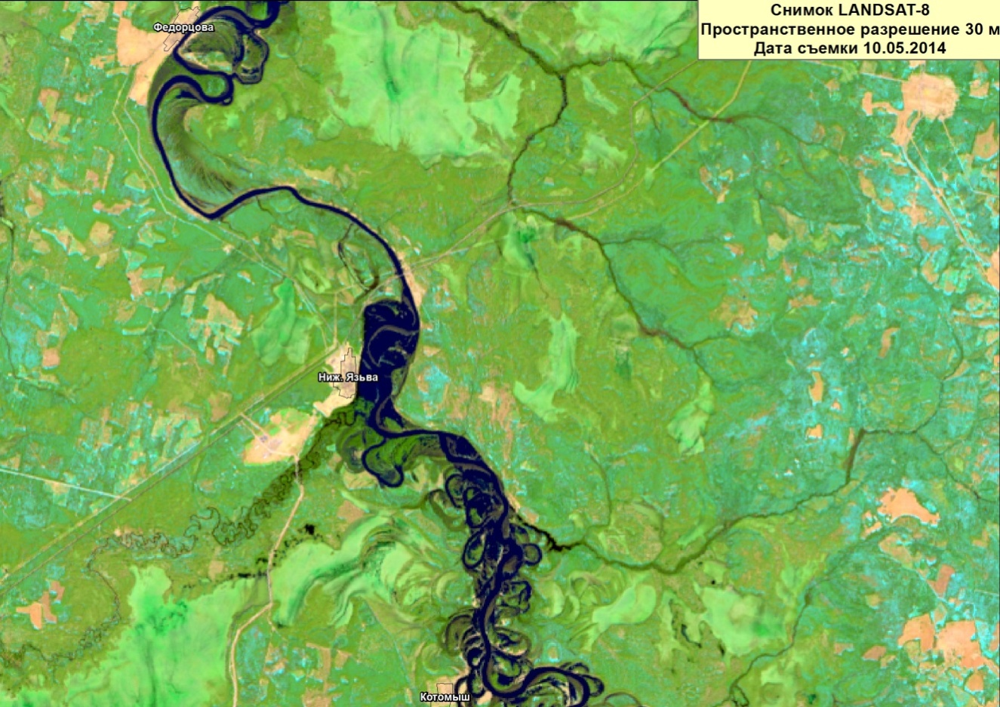 Снимок LANDSAT-8
Пространственное разрешение 30 м
Дата съемки 10.05.2014
Федорцова
Ниж. Язьва
Котомыш